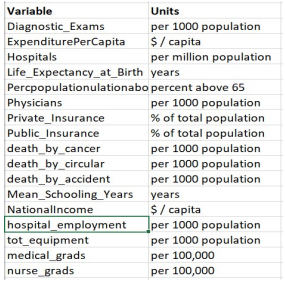 Variable Units
Diagnostic_Exams per 1000 population
ExpenditurePerCapita $ / capita
Hospitals per million population
Life_Expectancy_at_Birth years
Percpopulationulationabo percent above 65
Physicians per 1000 population
Private_Insurance % of total population
Public_Insurance % of total population
death_by_cancer per 1000 population
death_by_circular per 1000 population
death_by_accident per 1000 population
Mean_Schooling_Years years
NationalIncome $ / capita
hospital_employment per 1000 population
tot_equipment per 1000 population
medical_grads per 100,000
nurse_grads per 100,000